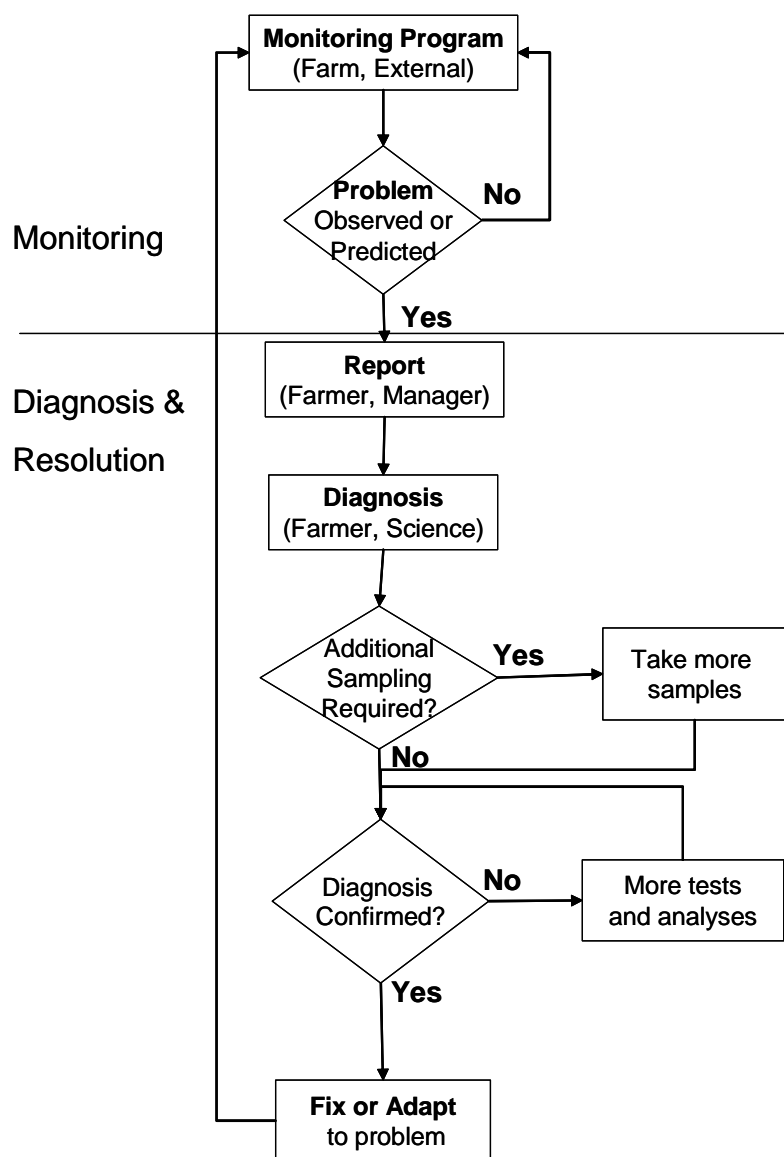 Monitoring Program
(Farm, External)
Problem
Observed or
Predicted
No
Monitoring
Yes
Report
(Farmer, Manager)
Diagnosis &
Resolution
Diagnosis
(Farmer, Science)
Additional
Sampling
Required?
Yes
Take more
samples
No
Diagnosis
Confirmed?
No
More tests
and analyses
Yes
Fix or Adapt
to problem